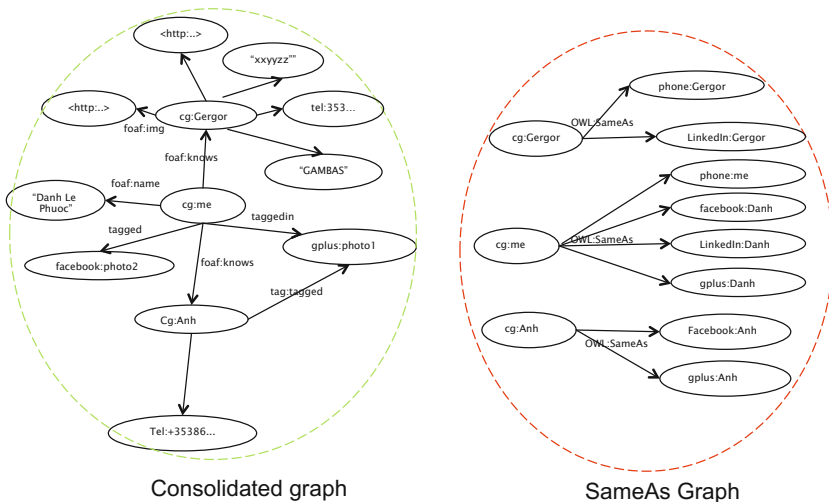 <http:..>
"xxyyzz""
<http:..>
cg:Gergor
tel:353...
foaf:img
foaf:knows
"GAMBAS"
foaf:name
"Danh Le
Phuoc"
cg:me
tagged
taggedin
gplus:photo1
facebook:photo2
foaf:knows
tag:tagged
Cg:Anh
Tel:+35386...
Consolidated graph
phone:Gergor
OWL:SameAs
cg:Gergor
LinkedIn:Gergor
phone:me
facebook:Danh
cg:me
OWL:SameAs
LinkedIn:Danh
gplus:Danh
cg:Anh
Facebook:Anh
OWL:SameAs
gplus:Anh
SameAs Graph